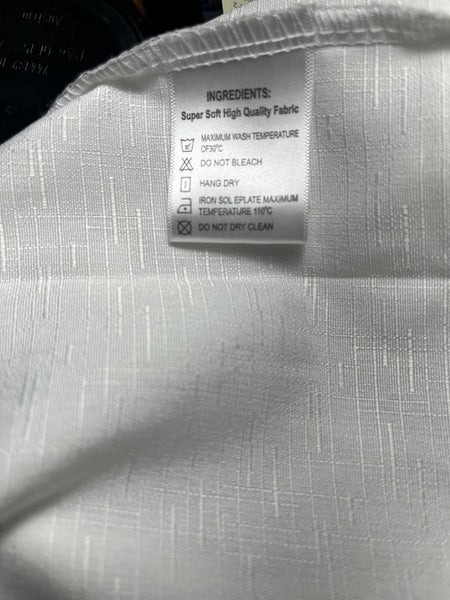 INGREDIENTS:
Super Soft High Quality Fabric
MAXIMUM WASH TEMPERATURE
OF30°C
DO NOT BLEACH
HANG DRY
IRON SOL EPLATE MAXIMUM
TEMPERATURE 110°C
DO NOT DRY CLEAN